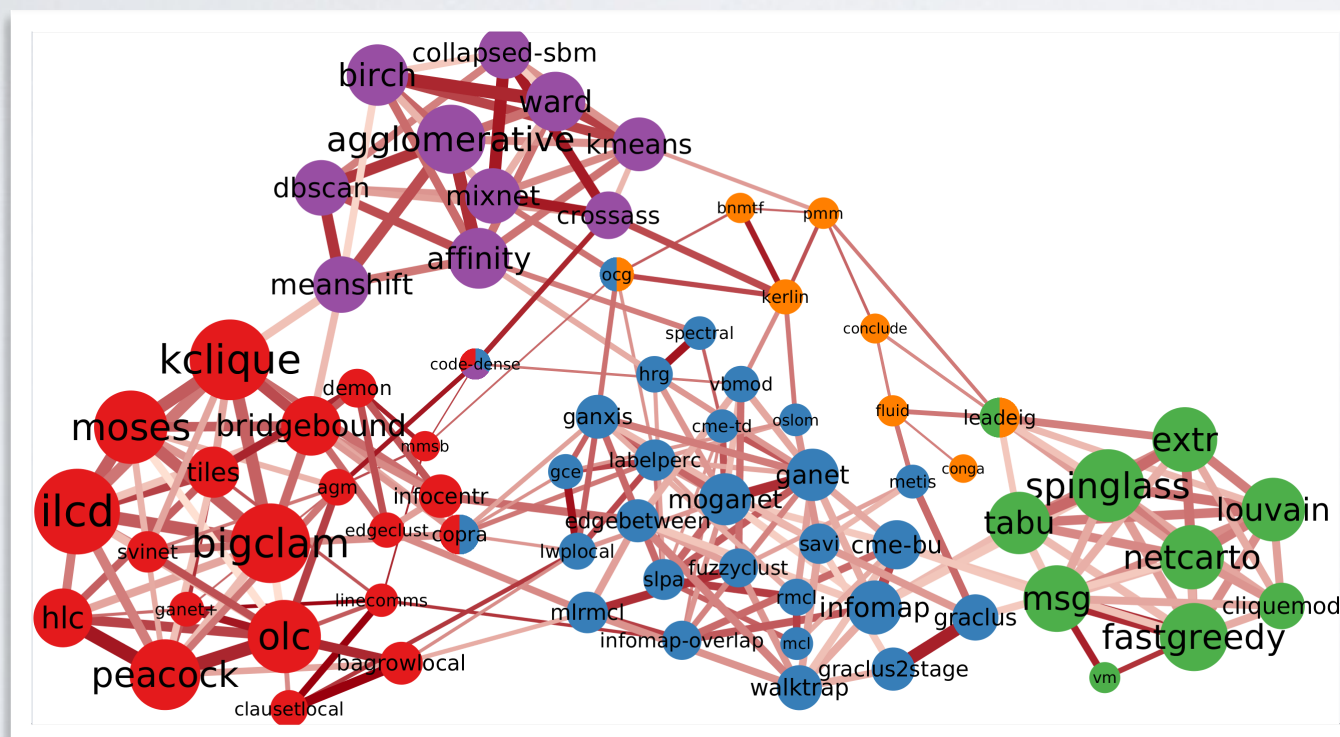 collapsed-sbm
birch
ward
agglomerative
kmeans
dbscan
mixnet
crossass
bnmtf
pmm
affinity
ocg
meanshift
kerlin
spectral
conclude
kclique
code-dense
hrg
vbmod
demon
ganxis
cme-td
oslom
fluid
leadeig
moses
bridgebound
mmsb
extr
tiles
gce
labelperc
ganet
conga
metis
agm
infocentr
moganet
spinglass
ilcd
edgeclust
copra
edgebetween
tabu
louvain
svinet
bigclam
lwplocal
savi
cme-bu
netcarto
slpa
fuzzyclust
hlc
ganet+
linecomms
mlrmcl
rmcl
infomap
graclus
msg
cliquemod
olc
infomap-overlap
mcl
fastgreedy
peacock
bagrowlocal
graclus2stage
walktrap
vm
clausetlocal